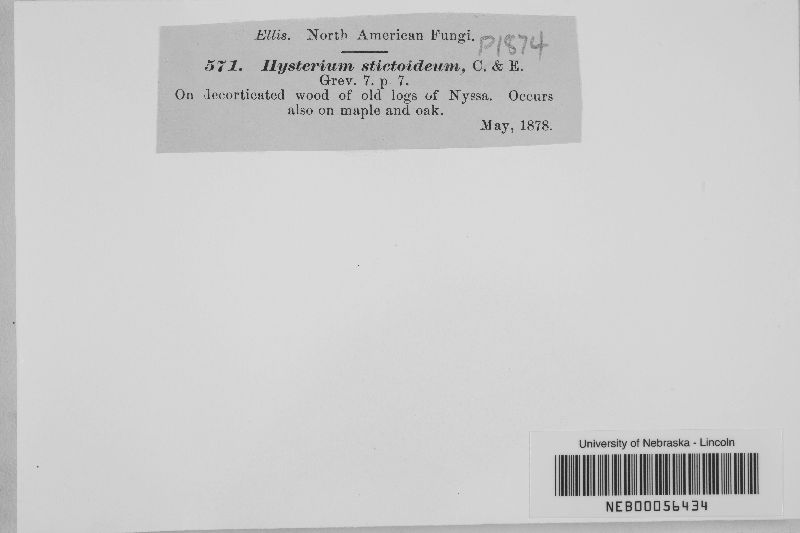 Ellis. North American Fungi.
P1874
571. Hysterium stictoideum, C. & E.
Grev. 7. p 7.
On decorticated wood of old logs of Nyssa. Occurs
also on maple and oak.
May, 1878.
University of Nebraska - Lincoln
NEB00056434